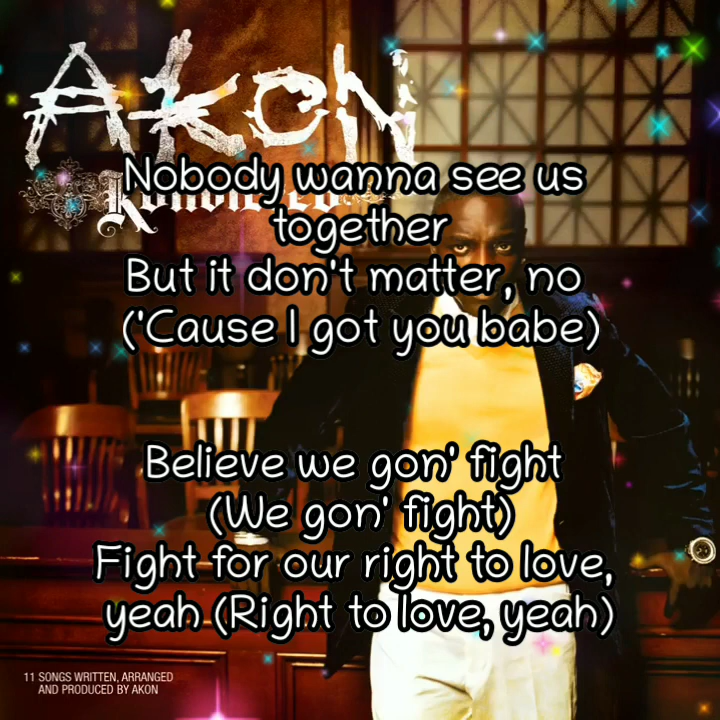 Akon
Konvicted
Nobody wanna see us
together
But it don't matter, no
('Cause I got you babe)
Believe we gon' fight
(We gon' fight)
Fight for our right to love,
yeah (Right to love, yeah)
11 SONGS WRITTEN, ARRANGED
AND PRODUCED BY AKON